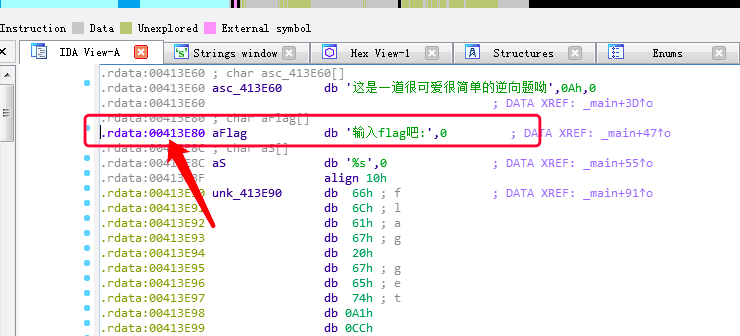 Instruction Data Unexplored External symbol
IDA View-A Strings window Hex View-1 Structures Enums
.rdata:00413E60 ; char asc_413E60[]
.rdata:00413E60 asc_413E60 db '这是一道很可爱很简单的逆向题呦',0Ah,0
.rdata:00413E60 ; DATA XREF: _main+3D↑o
.rdata:00413E80 ; char aFlag[]
.rdata:00413E80 aFlag db '输入flag吧:',0 ; DATA XREF: _main+47↑o
E8C ; char aS[]
.rdata:00413E8C aS db '%s',0 ; DATA XREF: _main+55↑o
.rdata: 8F align 10h
.rdata:00413E90 unk_413E90 db 66h ; f ; DATA XREF: _main+91↑o
.rdata:00413E91 db 6Ch ; l
.rdata:00413E92 db 61h ; a
.rdata:00413E93 db 67h ; g
.rdata:00413E94 db 20h
.rdata:00413E95 db 67h ; g
.rdata:00413E96 db 65h ; e
.rdata:00413E97 db 74h ; t
.rdata:00413E98 db 0A1h
.rdata:00413E99 db 0CCh